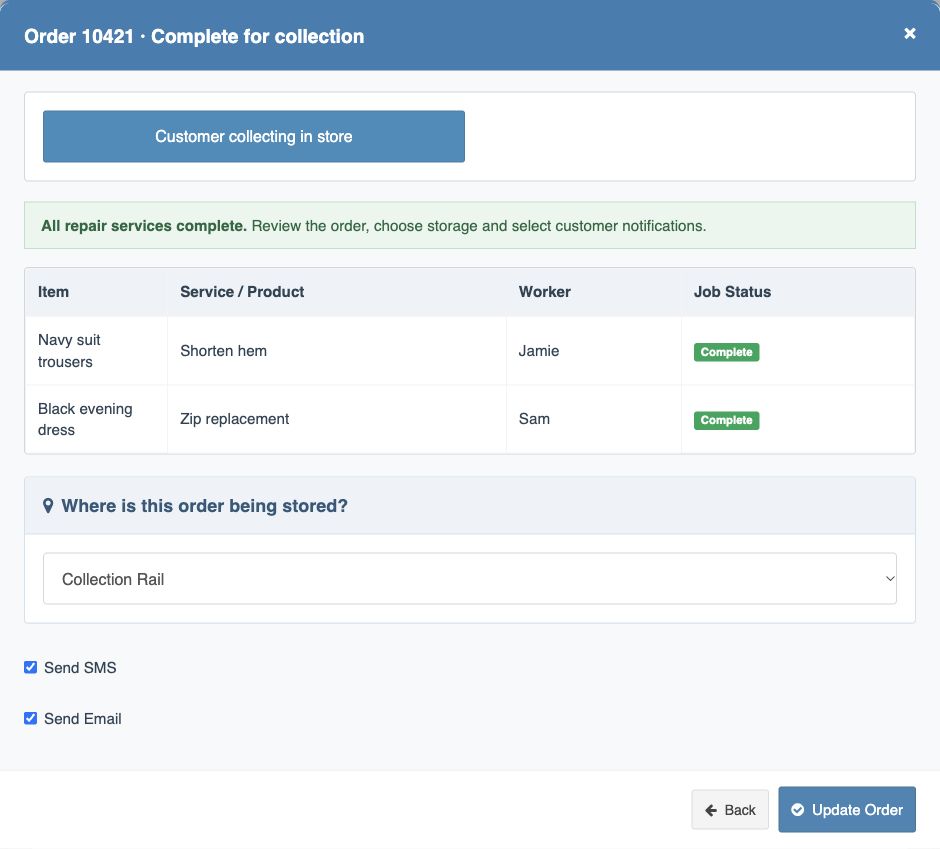 Order 10421 · Complete for collection
Customer collecting in store
All repair services complete. Review the order, choose storage and select customer notifications.
Item Service / Product Worker Job Status
Navy suit trousers Shorten hem Jamie Complete
Black evening dress Zip replacement Sam Complete
Where is this order being stored?
Collection Rail
Send SMS
Send Email
Back Update Order